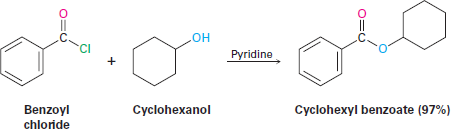 O
C
Cl
+
OH
Pyridine
O
C
O
Benzoyl chloride
Cyclohexanol
Cyclohexyl benzoate (97%)